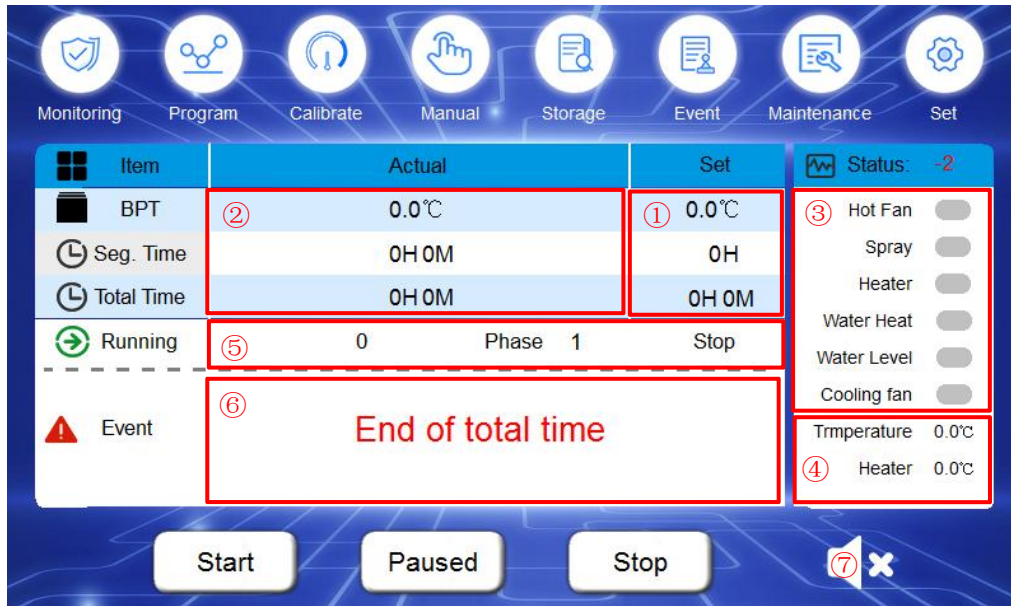 Monitoring Program Calibrate Manual Storage Event Maintenance Set
Item Actual Set Status: -2
BPT ② 0.0℃ ① 0.0℃ ③ Hot Fan
Seg. Time 0H 0M 0H Spray
Total Time 0H 0M 0H 0M Heater
Running ⑤ 0 Phase 1 Stop Water Heat
Water Level
⑥ Cooling fan
Event End of total time Trmperature 0.0℃
④ Heater 0.0℃
Start Paused Stop ⑦